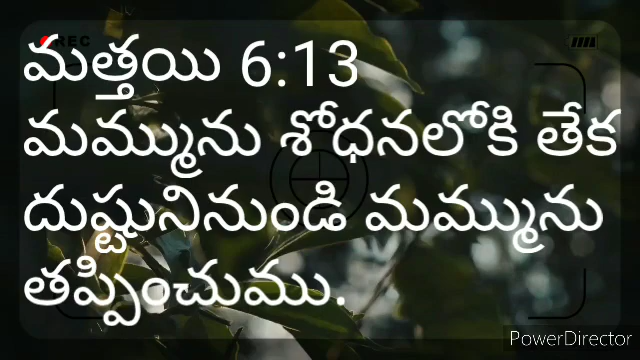 REC
మత్తయి 6:13
మమ్మును శోధనలోకి తేక
దుష్టునినుండి మమ్మును
తప్పించుము.
PowerDirector